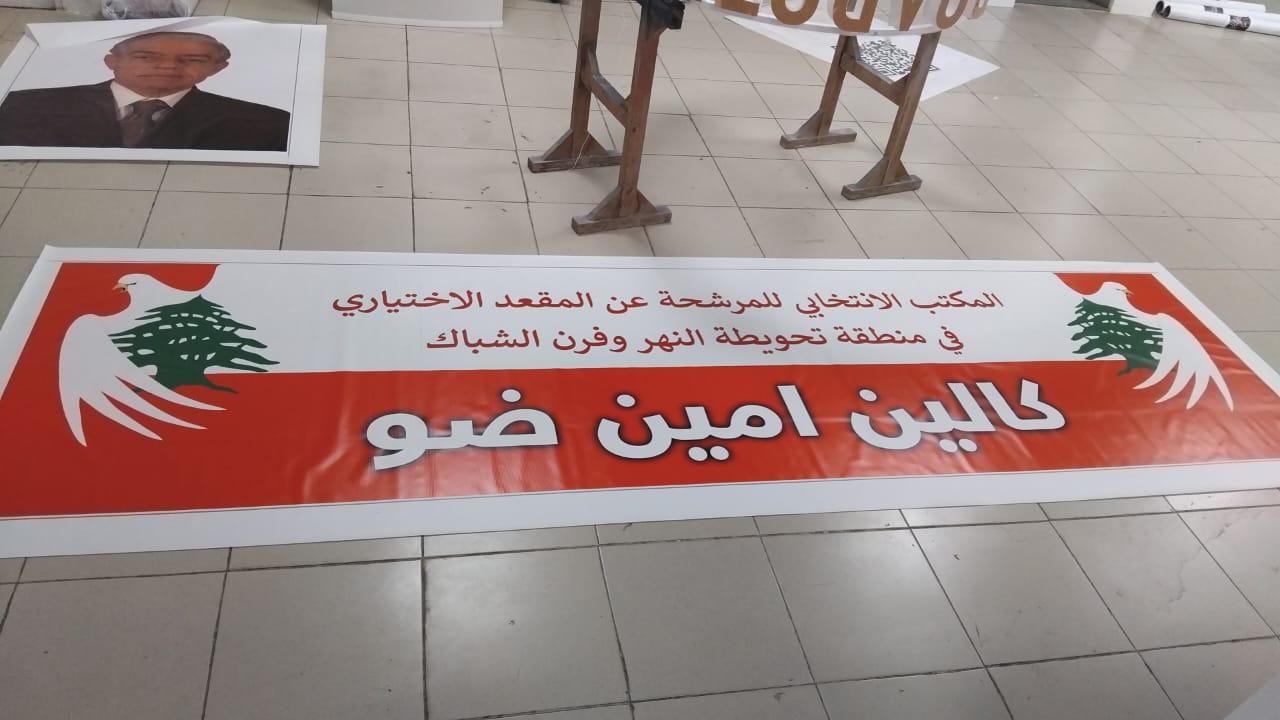 المكتب الانتخابي للمرشحة عن المقعد الاختياري
في منطقة تحويطة النهر وفرن الشباك
كالين امين ضو